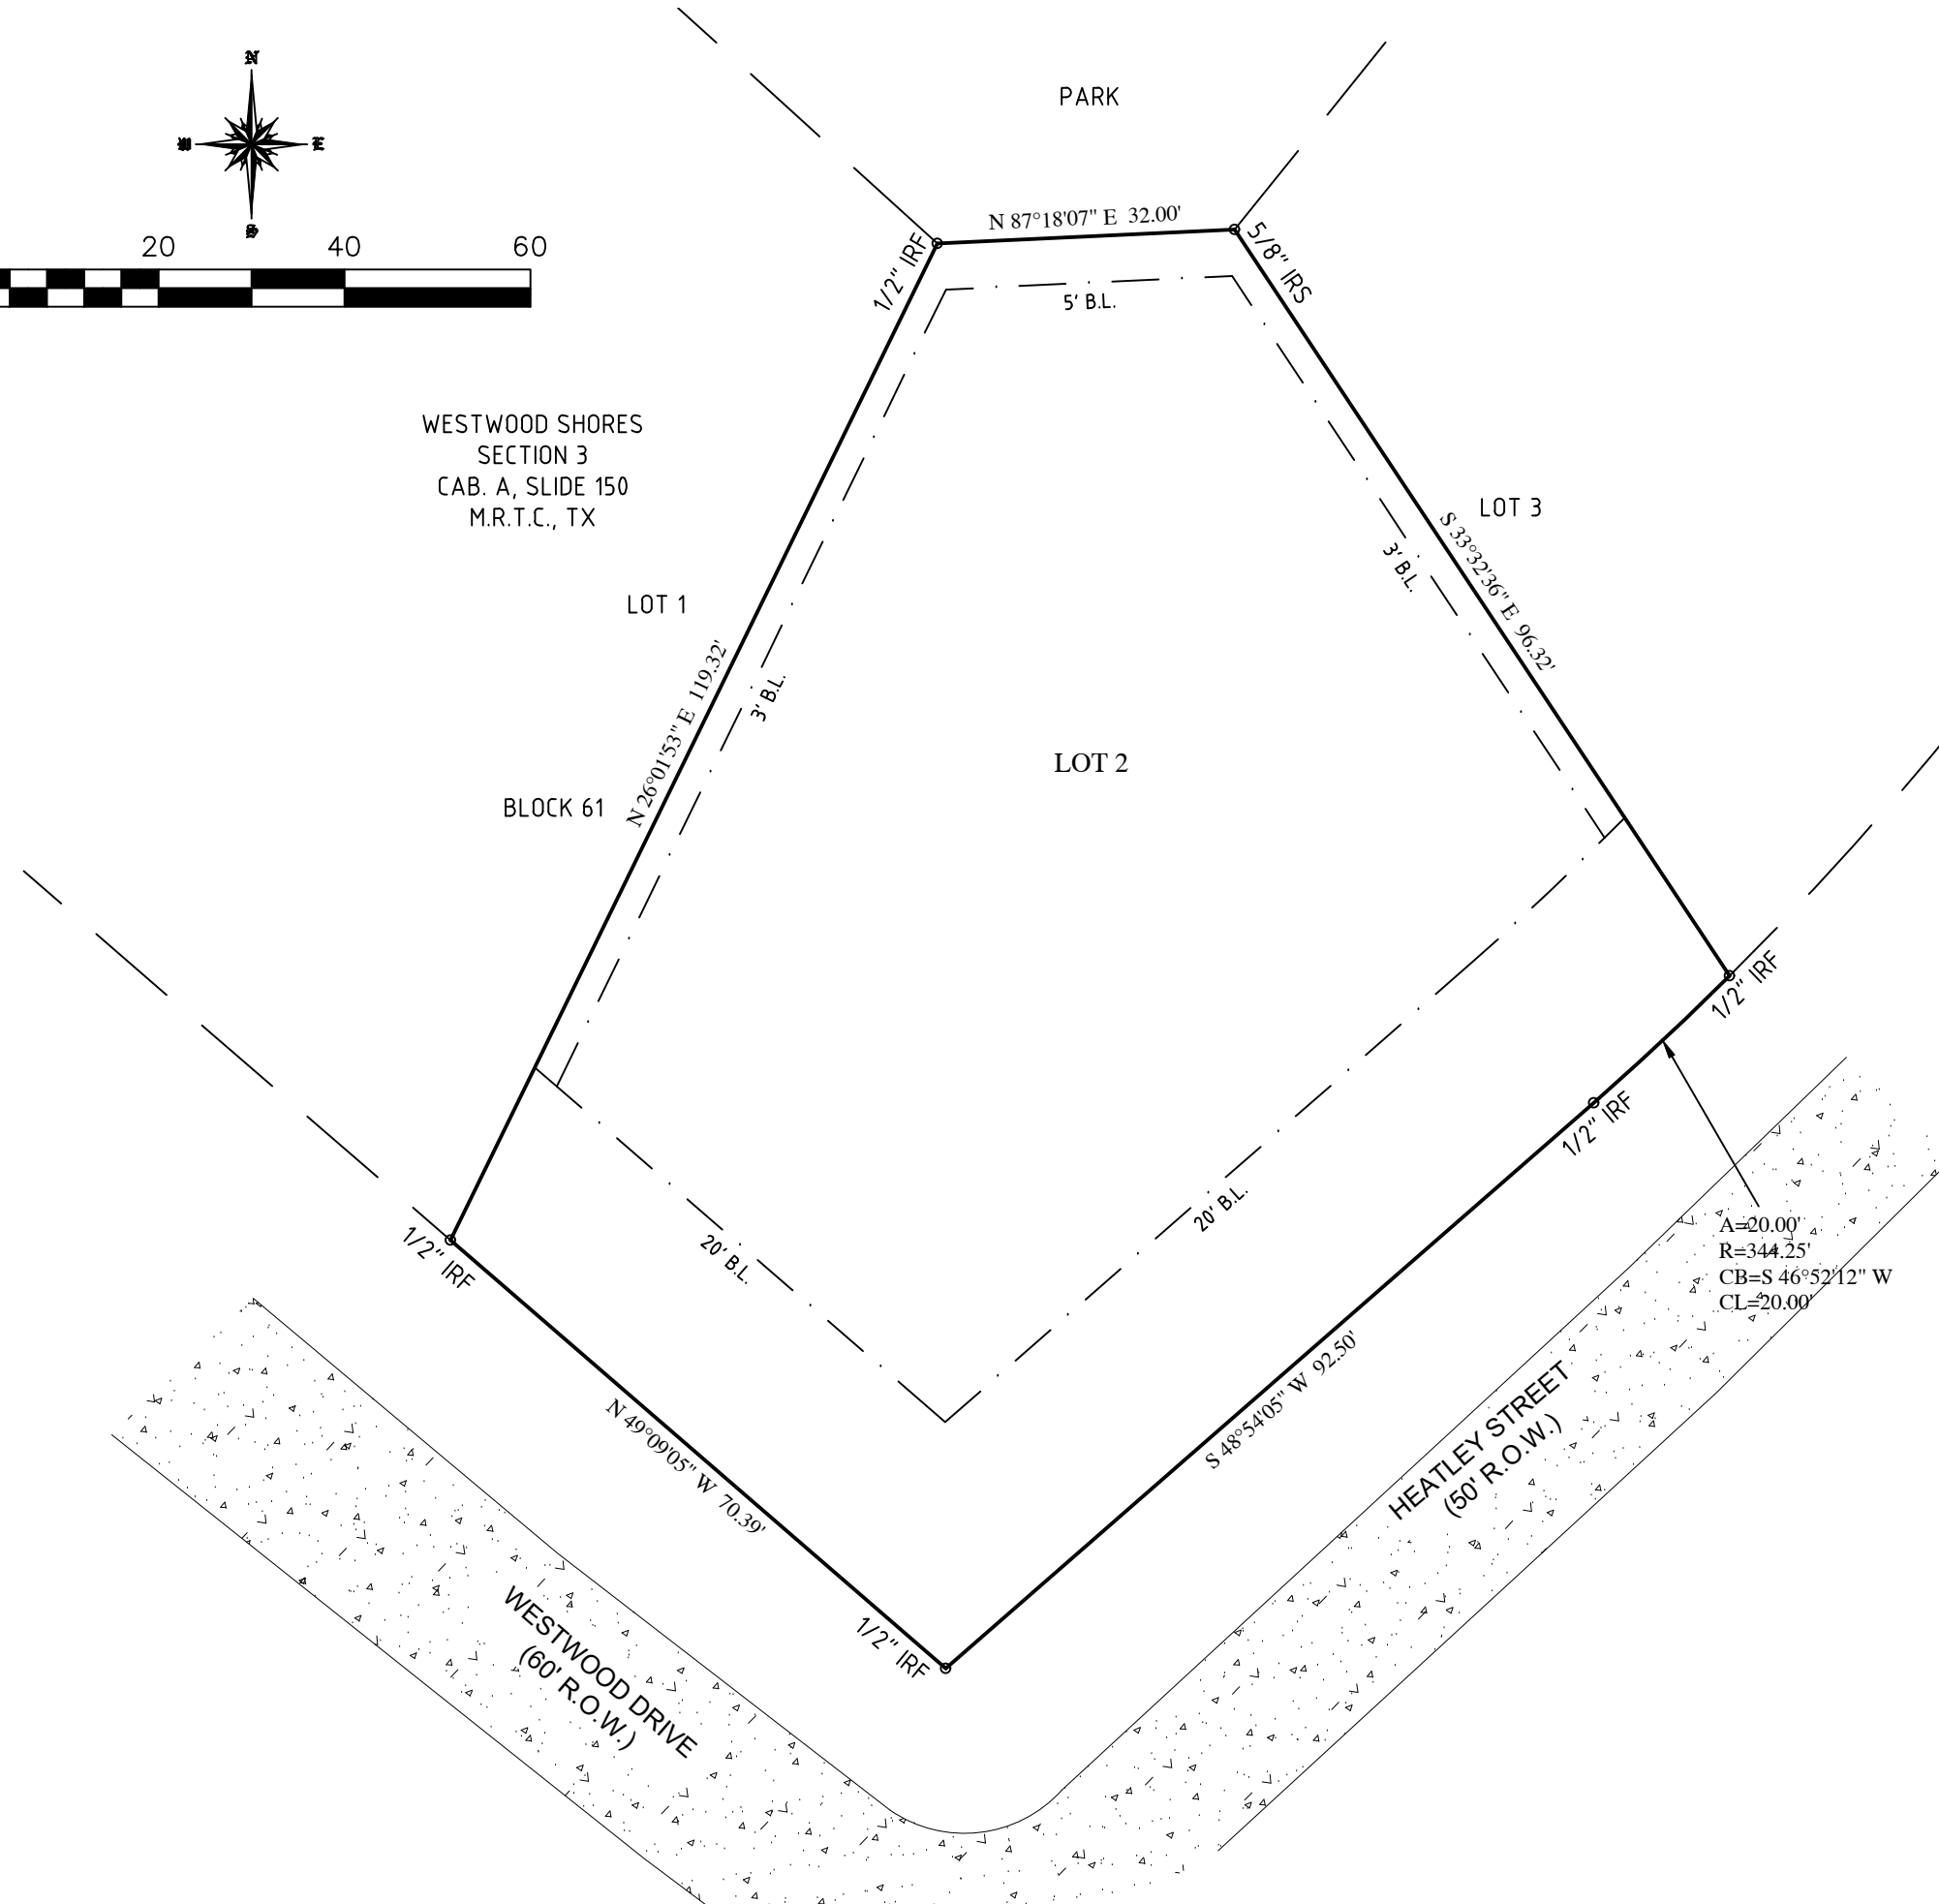 N
E
S
20 40 60
PARK
N 87°18'07" E 32.00'
1/2" IRF
5/8" IRS
5' B.L.
WESTWOOD SHORES
SECTION 3
CAB. A, SLIDE 150
M.R.T.C., TX
LOT 3
S 33°32'36" E 96.32'
3' B.L.
LOT 1
N 26°01'53" E 119.32'
3' B.L.
LOT 2
BLOCK 61
1/2" IRF
1/2" IRF
20' B.L.
1/2" IRF
20' B.L.
A=20.00'
R=344.25'
CB=S 46°52'12" W
CL=20.00'
S 48°54'05" W 92.50'
N 49°09'05" W 70.39'
HEATLEY STREET
(50' R.O.W.)
1/2" IRF
WESTWOOD DRIVE
(60' R.O.W.)